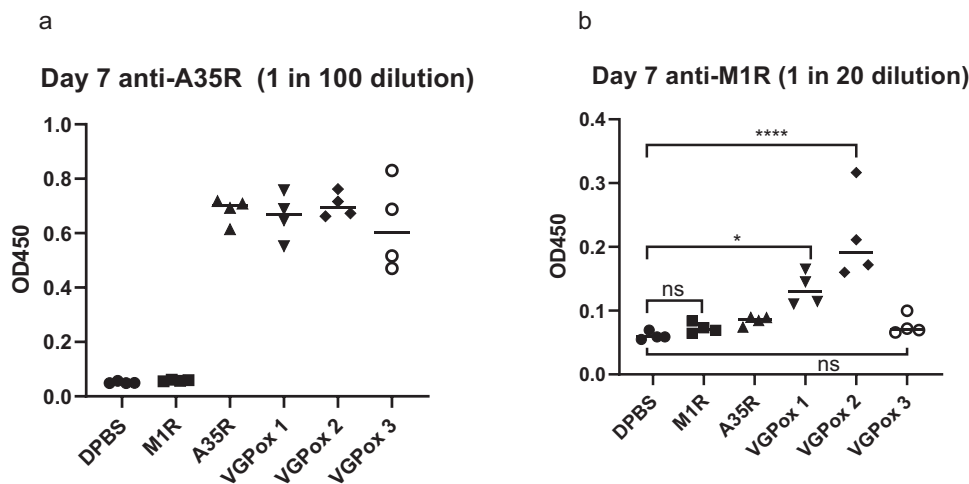 a
Day 7 anti-A35R (1 in 100 dilution)
1.0
0.8
0.6
0.4
0.2
0.0
OD450
DPBS
M1R
A35R
VGPox 1
VGPox 2
VGPox 3
b
Day 7 anti-M1R (1 in 20 dilution)
0.4
0.3
0.2
0.1
0.0
OD450
****
*
ns
ns
DPBS
M1R
A35R
VGPox 1
VGPox 2
VGPox 3